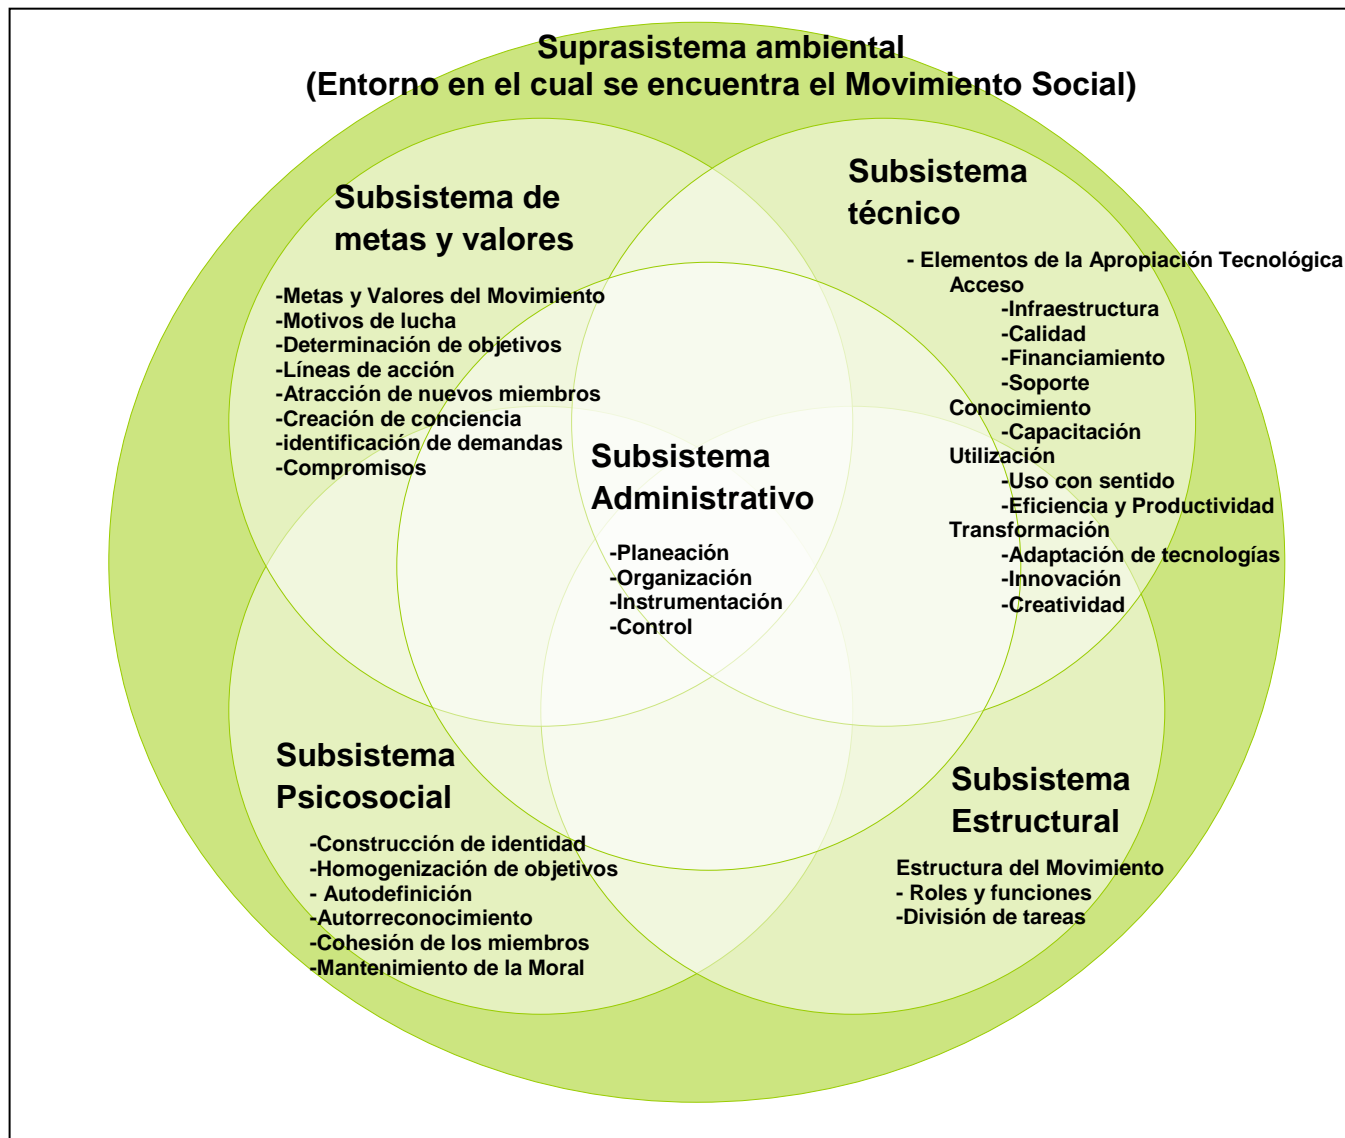 Suprasistema ambiental
(Entorno en el cual se encuentra el Movimiento Social)
Subsistema de
metas y valores
-Metas y Valores del Movimiento
-Motivos de lucha
-Determinación de objetivos
-Líneas de acción
-Atracción de nuevos miembros
-Creación de conciencia
-identificación de demandas
-Compromisos
Subsistema
técnico
- Elementos de la Apropiación Tecnológica
Acceso
-Infraestructura
-Calidad
-Financiamiento
-Soporte
Conocimiento
-Capacitación
Utilización
-Uso con sentido
-Eficiencia y Productividad
Transformación
-Adaptación de tecnologías
-Innovación
-Creatividad
Subsistema
Administrativo
-Planeación
-Organización
-Instrumentación
-Control
Subsistema
Psicosocial
-Construcción de identidad
-Homogenización de objetivos
- Autodefinición
-Autorreconocimiento
-Cohesión de los miembros
-Mantenimiento de la Moral
Subsistema
Estructural
Estructura del Movimiento
- Roles y funciones
-División de tareas